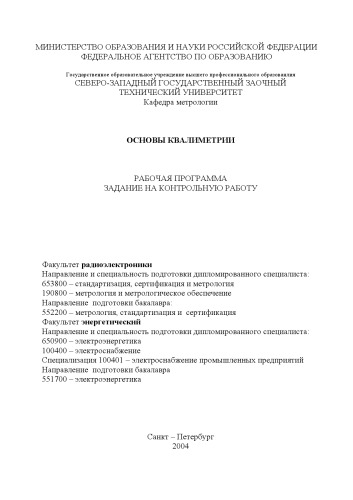 МИНИСТЕРСТВО ОБРАЗОВАНИЯ И НАУКИ РОССИЙСКОЙ ФЕДЕРАЦИИ
ФЕДЕРАЛЬНОЕ АГЕНТСТВО ПО ОБРАЗОВАНИЮ
Государственное образовательное учреждение высшего профессионального образования
СЕВЕРО-ЗАПАДНЫЙ ГОСУДАРСТВЕННЫЙ ЗАОЧНЫЙ
ТЕХНИЧЕСКИЙ УНИВЕРСИТЕТ
Кафедра метрологии
ОСНОВЫ КВАЛИМЕТРИИ
РАБОЧАЯ ПРОГРАММА
ЗАДАНИЕ НА КОНТРОЛЬНУЮ РАБОТУ
Факультет радиоэлектроники
Направление и специальность подготовки дипломированного специалиста:
653800 – стандартизация, сертификация и метрология
190800 – метрология и метрологическое обеспечение
Направление подготовки бакалавра:
552200 – метрология, стандартизация и сертификация
Факультет энергетический
Направление и специальность подготовки дипломированного специалиста:
650900 – электроэнергетика
100400 – электроснабжение
Специализация 100401 – электроснабжение промышленных предприятий
Направление подготовки бакалавра
551700 – электроэнергетика
Санкт – Петербург
2004